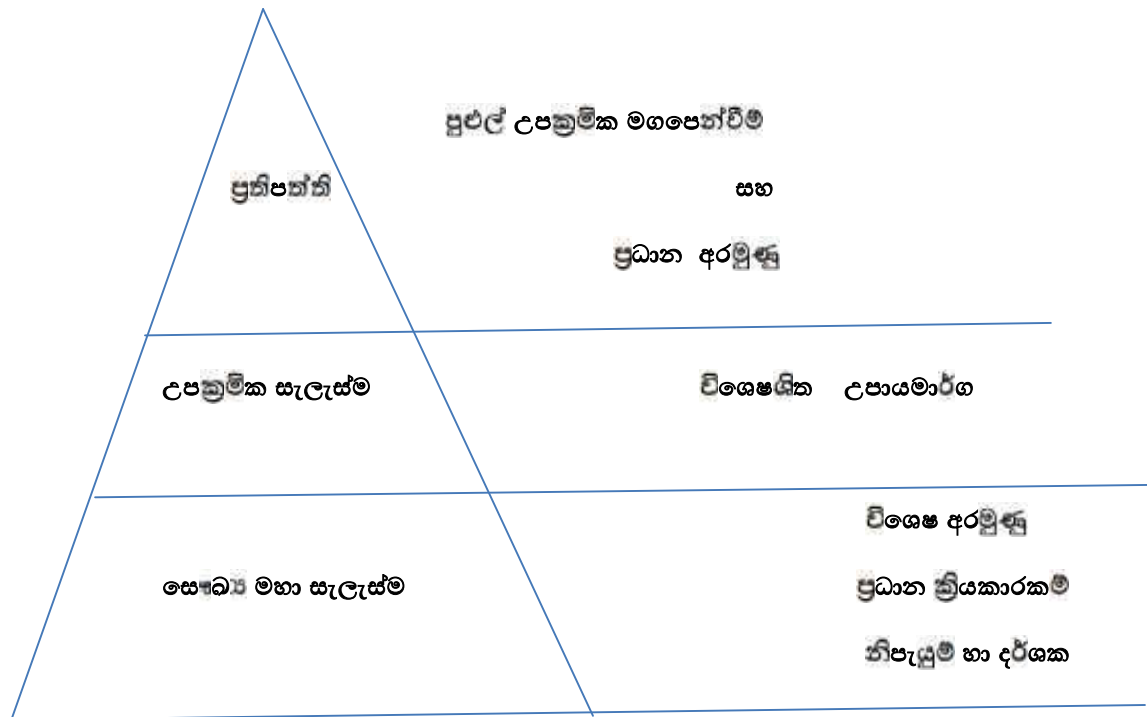 පුළුල් උපක්‍රමික මගපෙන්වීම්
ප්‍රතිපත්ති සහ
ප්‍රධාන අරමුණු
උපක්‍රමික සැලැස්ම විශෙෂශිත උපායමාර්ග
විශෙෂ අරමුණු
සෞඛ්‍ය මහා සැලැස්ම ප්‍රධාන ක්‍රියකාරකම්
නිපැයුම් හා දර්ශක